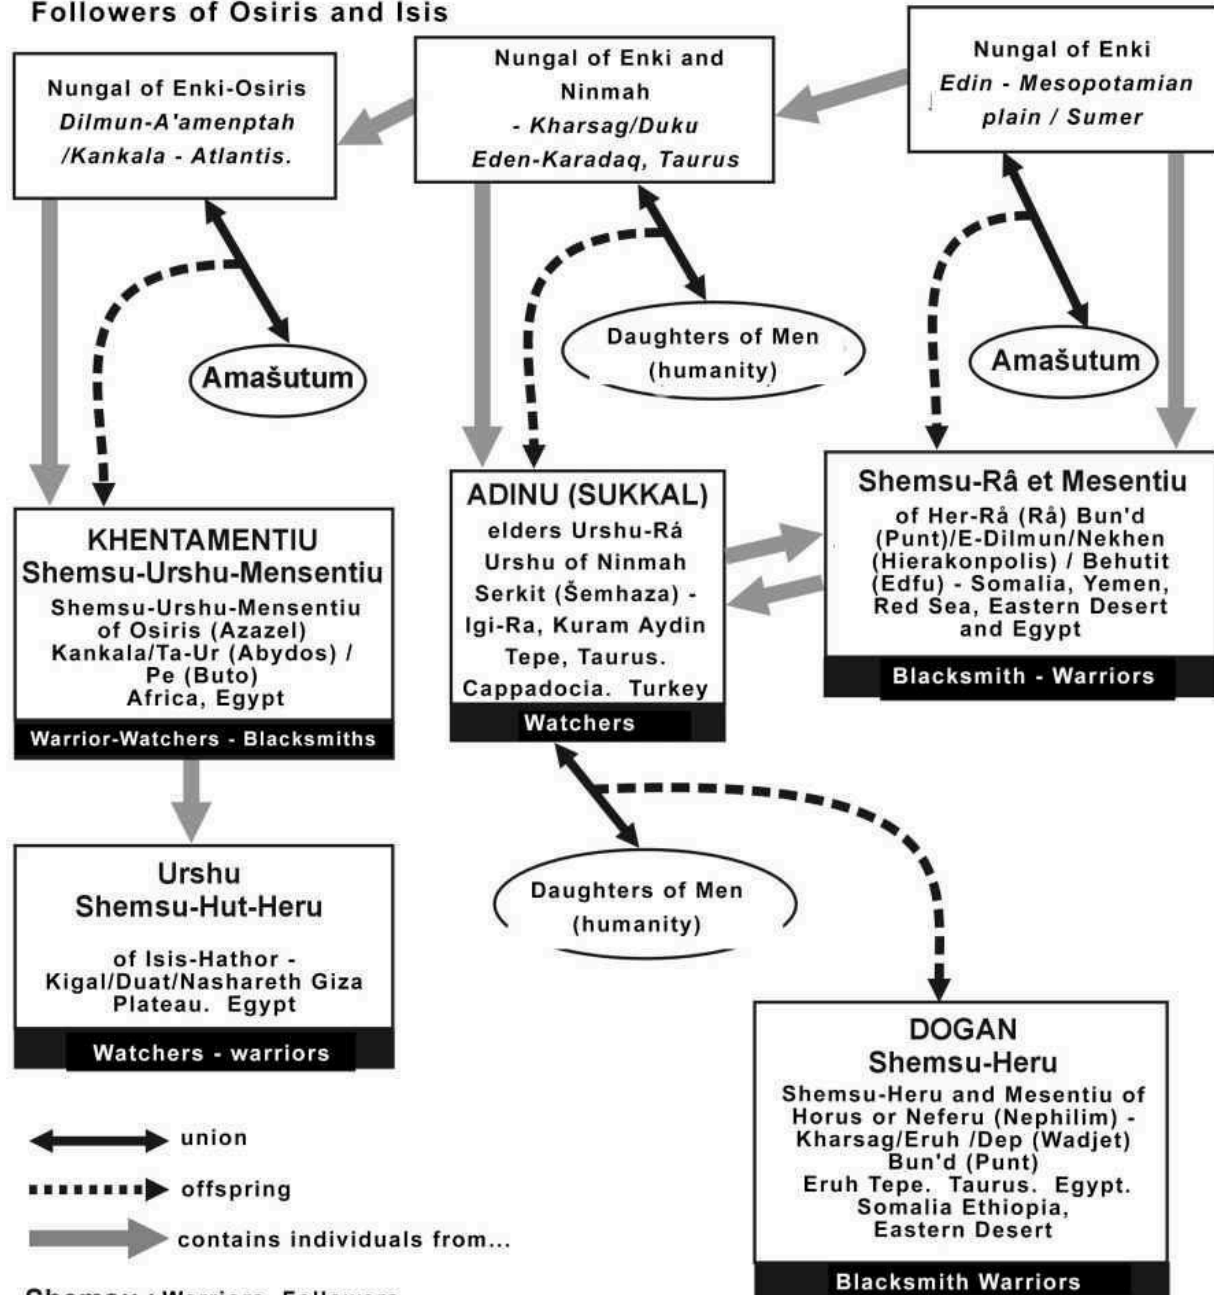 Followers of Osiris and Isis
Nungal of Enki-Osiris
Dilmun-A'amenptah
/Kankala - Atlantis.
Nungal of Enki and
Ninmah
- Kharsag/Duku
Eden-Karadaq, Taurus
Nungal of Enki
Edin - Mesopotamian
plain / Sumer
Amašutum
Daughters of Men
(humanity)
Amašutum
KHENTAMENTIU
Shemsu-Urshu-Mensentiu
Shemsu-Urshu-Mensentiu
of Osiris (Azazel)
Kankala/Ta-Ur (Abydos) /
Pe (Buto)
Africa, Egypt
Warrior-Watchers - Blacksmiths
ADINU (SUKKAL)
elders Urshu-Rá
Urshu of Ninmah
Serkit (Šemhaza) -
Igi-Ra, Kuram Aydin
Tepe, Taurus.
Cappadocia. Turkey
Watchers
Shemsu-Râ et Mesentiu
of Her-Rå (Rå) Bun'd
(Punt)/E-Dilmun/Nekhen
(Hierakonpolis) / Behutit
(Edfu) - Somalia, Yemen,
Red Sea, Eastern Desert
and Egypt
Blacksmith - Warriors
Urshu
Shemsu-Hut-Heru
of Isis-Hathor -
Kigal/Duat/Nashareth Giza
Plateau. Egypt
Watchers - warriors
Daughters of Men
(humanity)
DOGAN
Shemsu-Heru
Shemsu-Heru and Mesentiu of
Horus or Neferu (Nephilim) -
Kharsag/Eruh /Dep (Wadjet)
Bun'd (Punt)
Eruh Tepe. Taurus. Egypt.
Somalia Ethiopia,
Eastern Desert
Blacksmith Warriors
union
offspring
contains individuals from...
Shemsu : Warriors, Followers